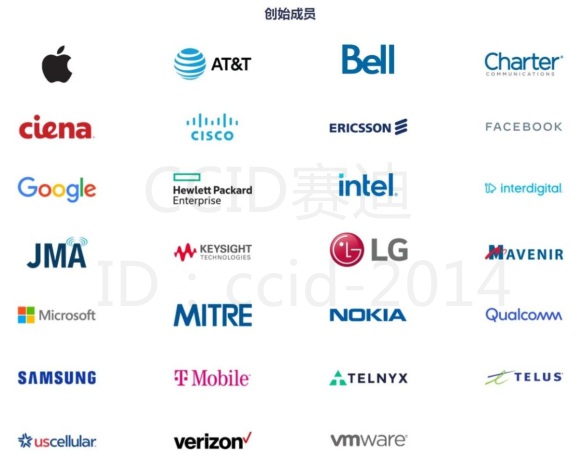 创始成员
AT&T
Bell
Charter
COMMUNICATIONS
ciena
CISCO
ERICSSON
FACEBOOK
Google
Hewlett Packard
Enterprise
intel
interdigital
JMA
KEYSIGHT
TECHNOLOGIES
LG
MAVENIR
Microsoft
MITRE
NOKIA
Qualcomm
SAMSUNG
T Mobile
TELNYX
TELUS
uscellular
verizon
vmware
CCID赛迪
ID：ccid-2014